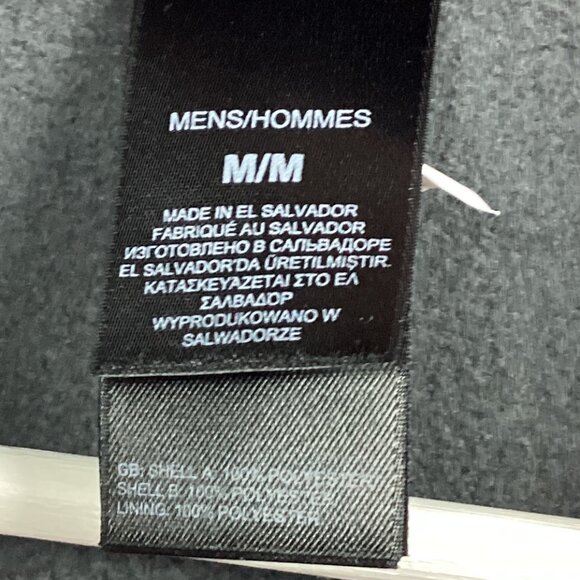 MENS/HOMMES
M/M
MADE IN EL SALVADOR
FABRIQUÉ AU SALVADOR
ИЗГОТОВЛЕНО В САЛЬВАДОРЕ
EL SALVADOR'DA ÜRETILMIŞTIR.
ΚΑΤΑΣΚΕΥΑΖΕΤΑΙ ΣΤΟ ΕΛ
ΣΑΛΒΑΔΟΡ
WYPRODUKOWANO W
SALWADORZE
GB: SHELL A: 100% POLYESTER
SHELL B: 100% POLYESTER
LINING: 100% POLYESTER